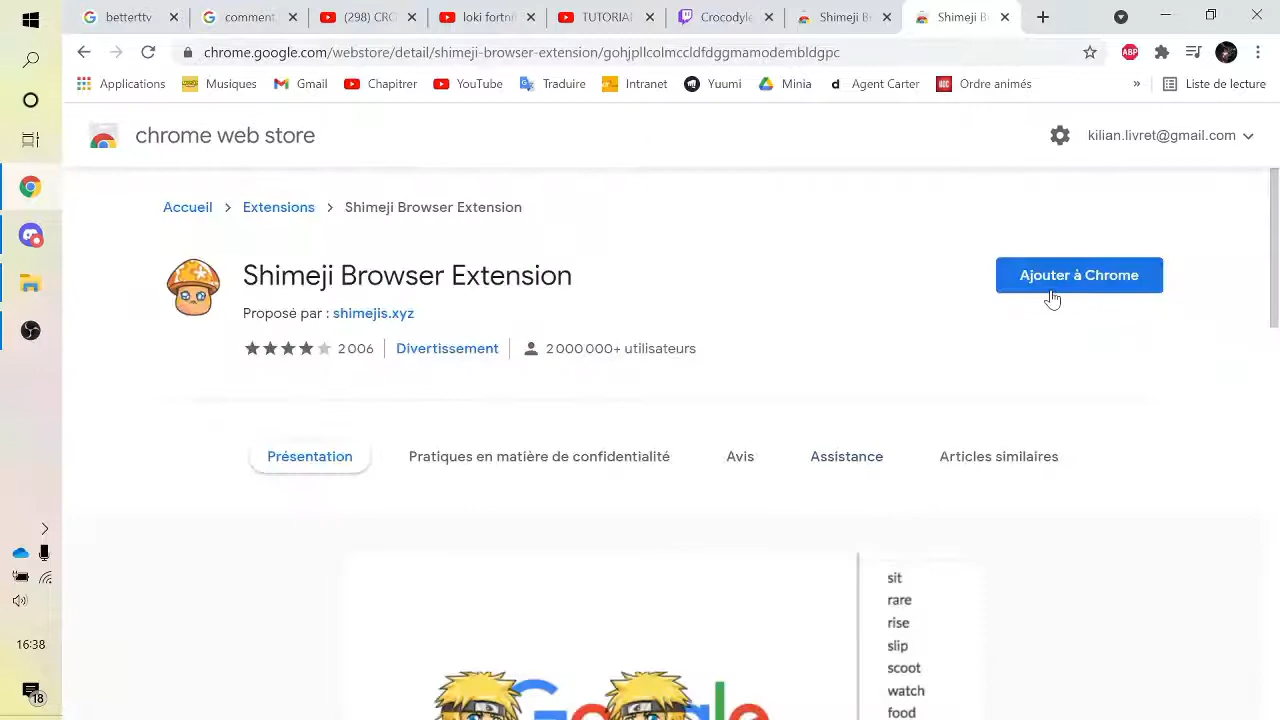 betterttv
comment
(298) CRO
loki fortni
TUTORIAL
Crocodyle
Shimeji B
Shimeji B
chrome.google.com/webstore/detail/shimeji-browser-extension/gohjpllcolmccldfdggmamodembldgpc
ABP
Applications
Musiques
Gmail
Chapitrer
YouTube
Traduire
Intranet
Yuumi
Minia
d Agent Carter
Ordre animés
»
Liste de lecture
chrome web store
kilian.livret@gmail.com
Accueil > Extensions > Shimeji Browser Extension
Shimeji Browser Extension
Ajouter à Chrome
Proposé par : shimejis.xyz
2 006 Divertissement 2 000 000+ utilisateurs
Présentation Pratiques en matière de confidentialité Avis Assistance Articles similaires
sit
rare
rise
slip
scoot
watch
food
Google
16:38
18